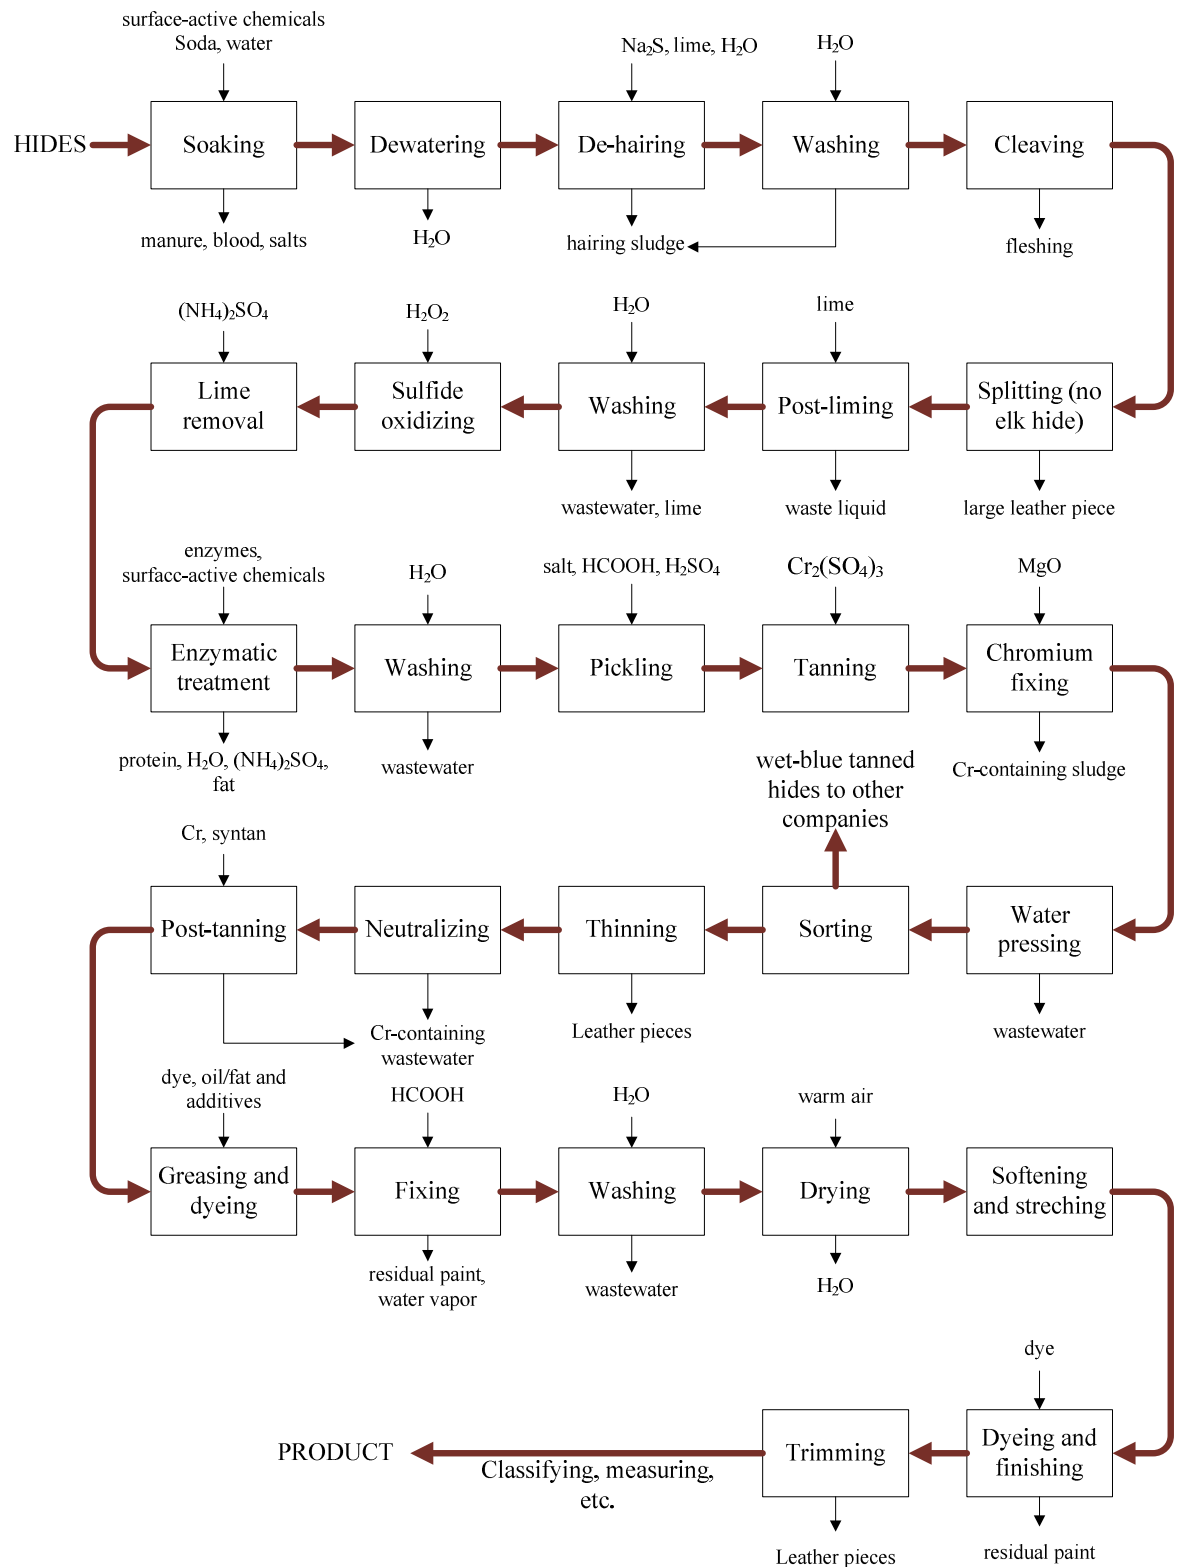 surface-active chemicals
Soda, water
Na₂S, lime, H₂O
H₂O
HIDES
Soaking
Dewatering
De-hairing
Washing
Cleaving
manure, blood, salts
H₂O
hairing sludge
fleshing
(NH₄)₂SO₄
H₂O₂
H₂O
lime
Lime
removal
Sulfide
oxidizing
Washing
Post-liming
Splitting (no
elk hide)
wastewater, lime
waste liquid
large leather piece
enzymes,
surface-active chemicals
H₂O
salt, HCOOH, H₂SO₄
Cr₂(SO₄)₃
MgO
Enzymatic
treatment
Washing
Pickling
Tanning
Chromium
fixing
protein, H₂O, (NH₄)₂SO₄,
fat
wastewater
wet-blue tanned
hides to other
companies
Cr-containing sludge
Cr, syntan
Post-tanning
Neutralizing
Thinning
Sorting
Water
pressing
Cr-containing
wastewater
Leather pieces
wastewater
dye, oil/fat and
additives
HCOOH
H₂O
warm air
Greasing and
dyeing
Fixing
Washing
Drying
Softening
and streching
residual paint,
water vapor
wastewater
H₂O
dye
PRODUCT
Classifying, measuring,
etc.
Trimming
Dyeing and
finishing
Leather pieces
residual paint